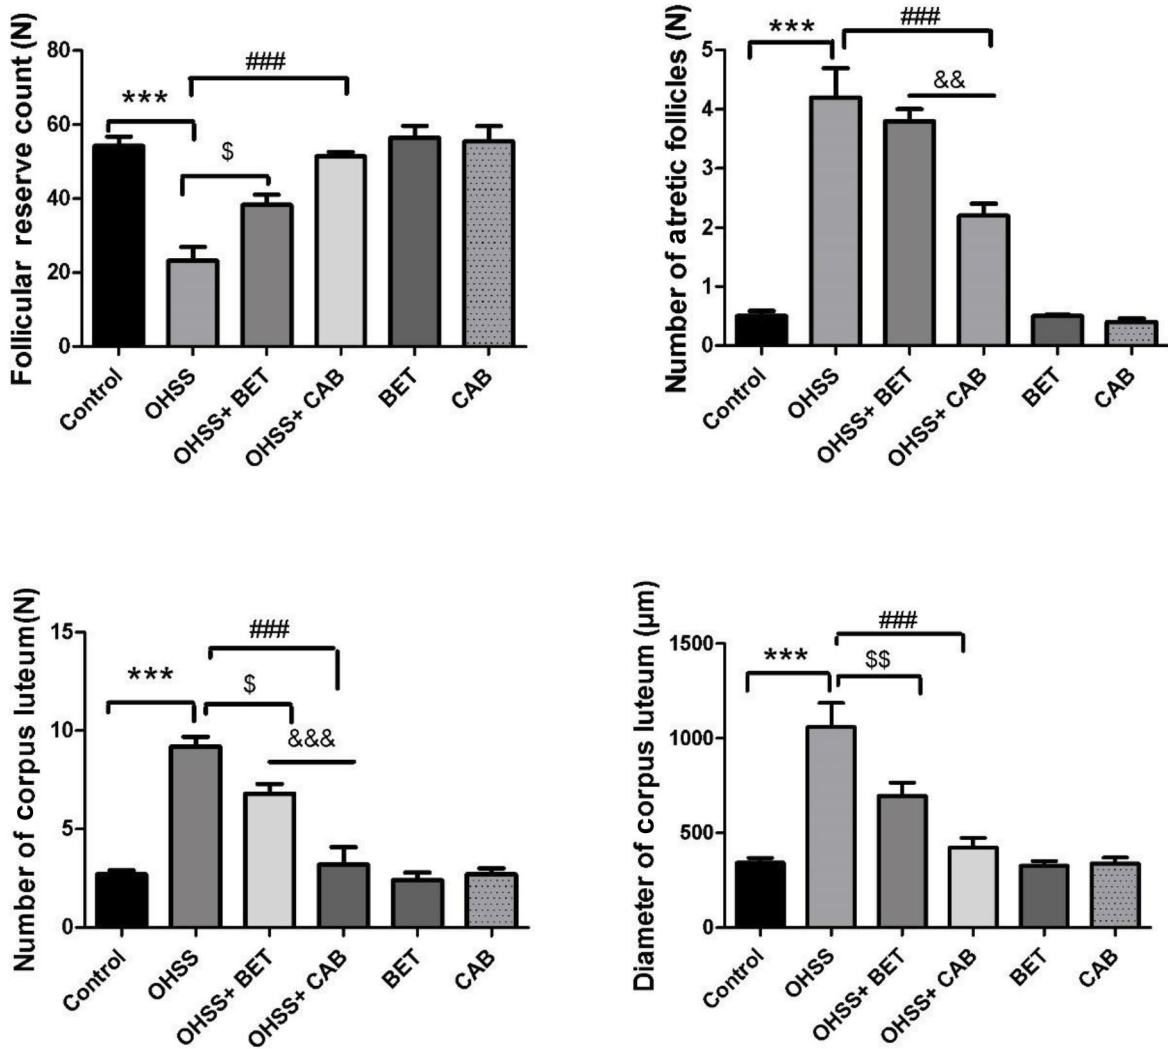 Follicular reserve count (N)
80
60
40
20
0
***
###
$
Control
OHSS
OHSS+ BET
OHSS+ CAB
BET
CAB
Number of atretic follicles (N)
5
4
3
2
1
0
***
###
&&
Control
OHSS
OHSS+ BET
OHSS+ CAB
BET
CAB
Number of corpus luteum(N)
15
10
5
0
***
###
$
&&&
Control
OHSS
OHSS+ BET
OHSS+ CAB
BET
CAB
Diameter of corpus luteum (µm)
1500
1000
500
0
***
###
$$
Control
OHSS
OHSS+ BET
OHSS+ CAB
BET
CAB